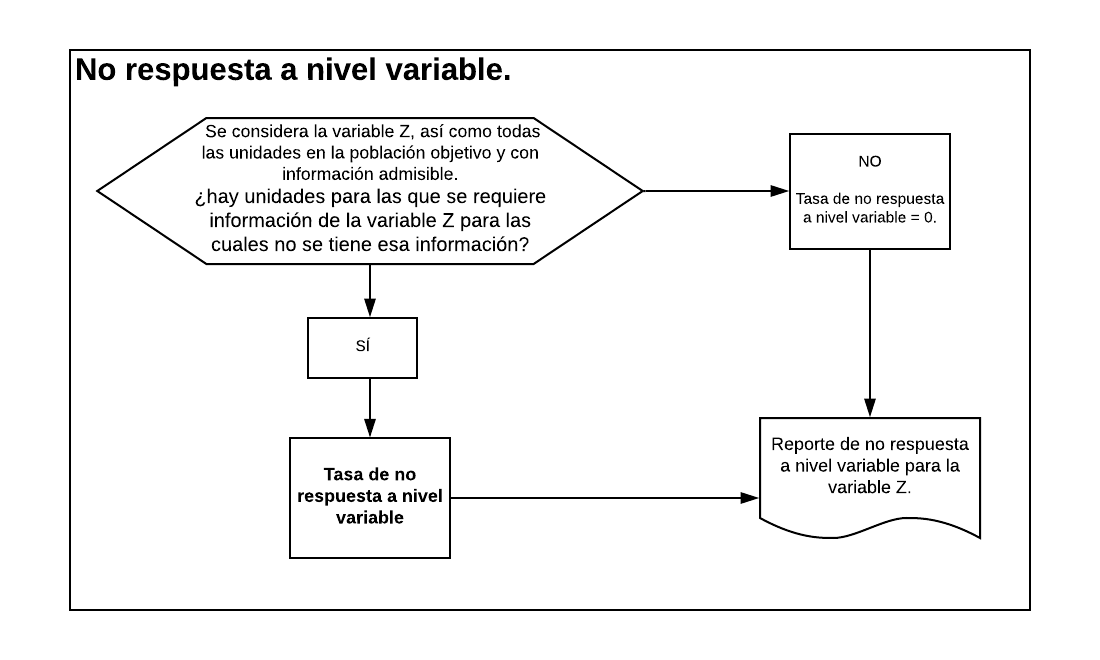 No respuesta a nivel variable.
Se considera la variable Z, así como todas
las unidades en la población objetivo y con
información admisible.
¿hay unidades para las que se requiere
información de la variable Z para las
cuales no se tiene esa información?
NO
Tasa de no respuesta
a nivel variable = 0.
SÍ
Tasa de no
respuesta a nivel
variable
Reporte de no respuesta
a nivel variable para la
variable Z.